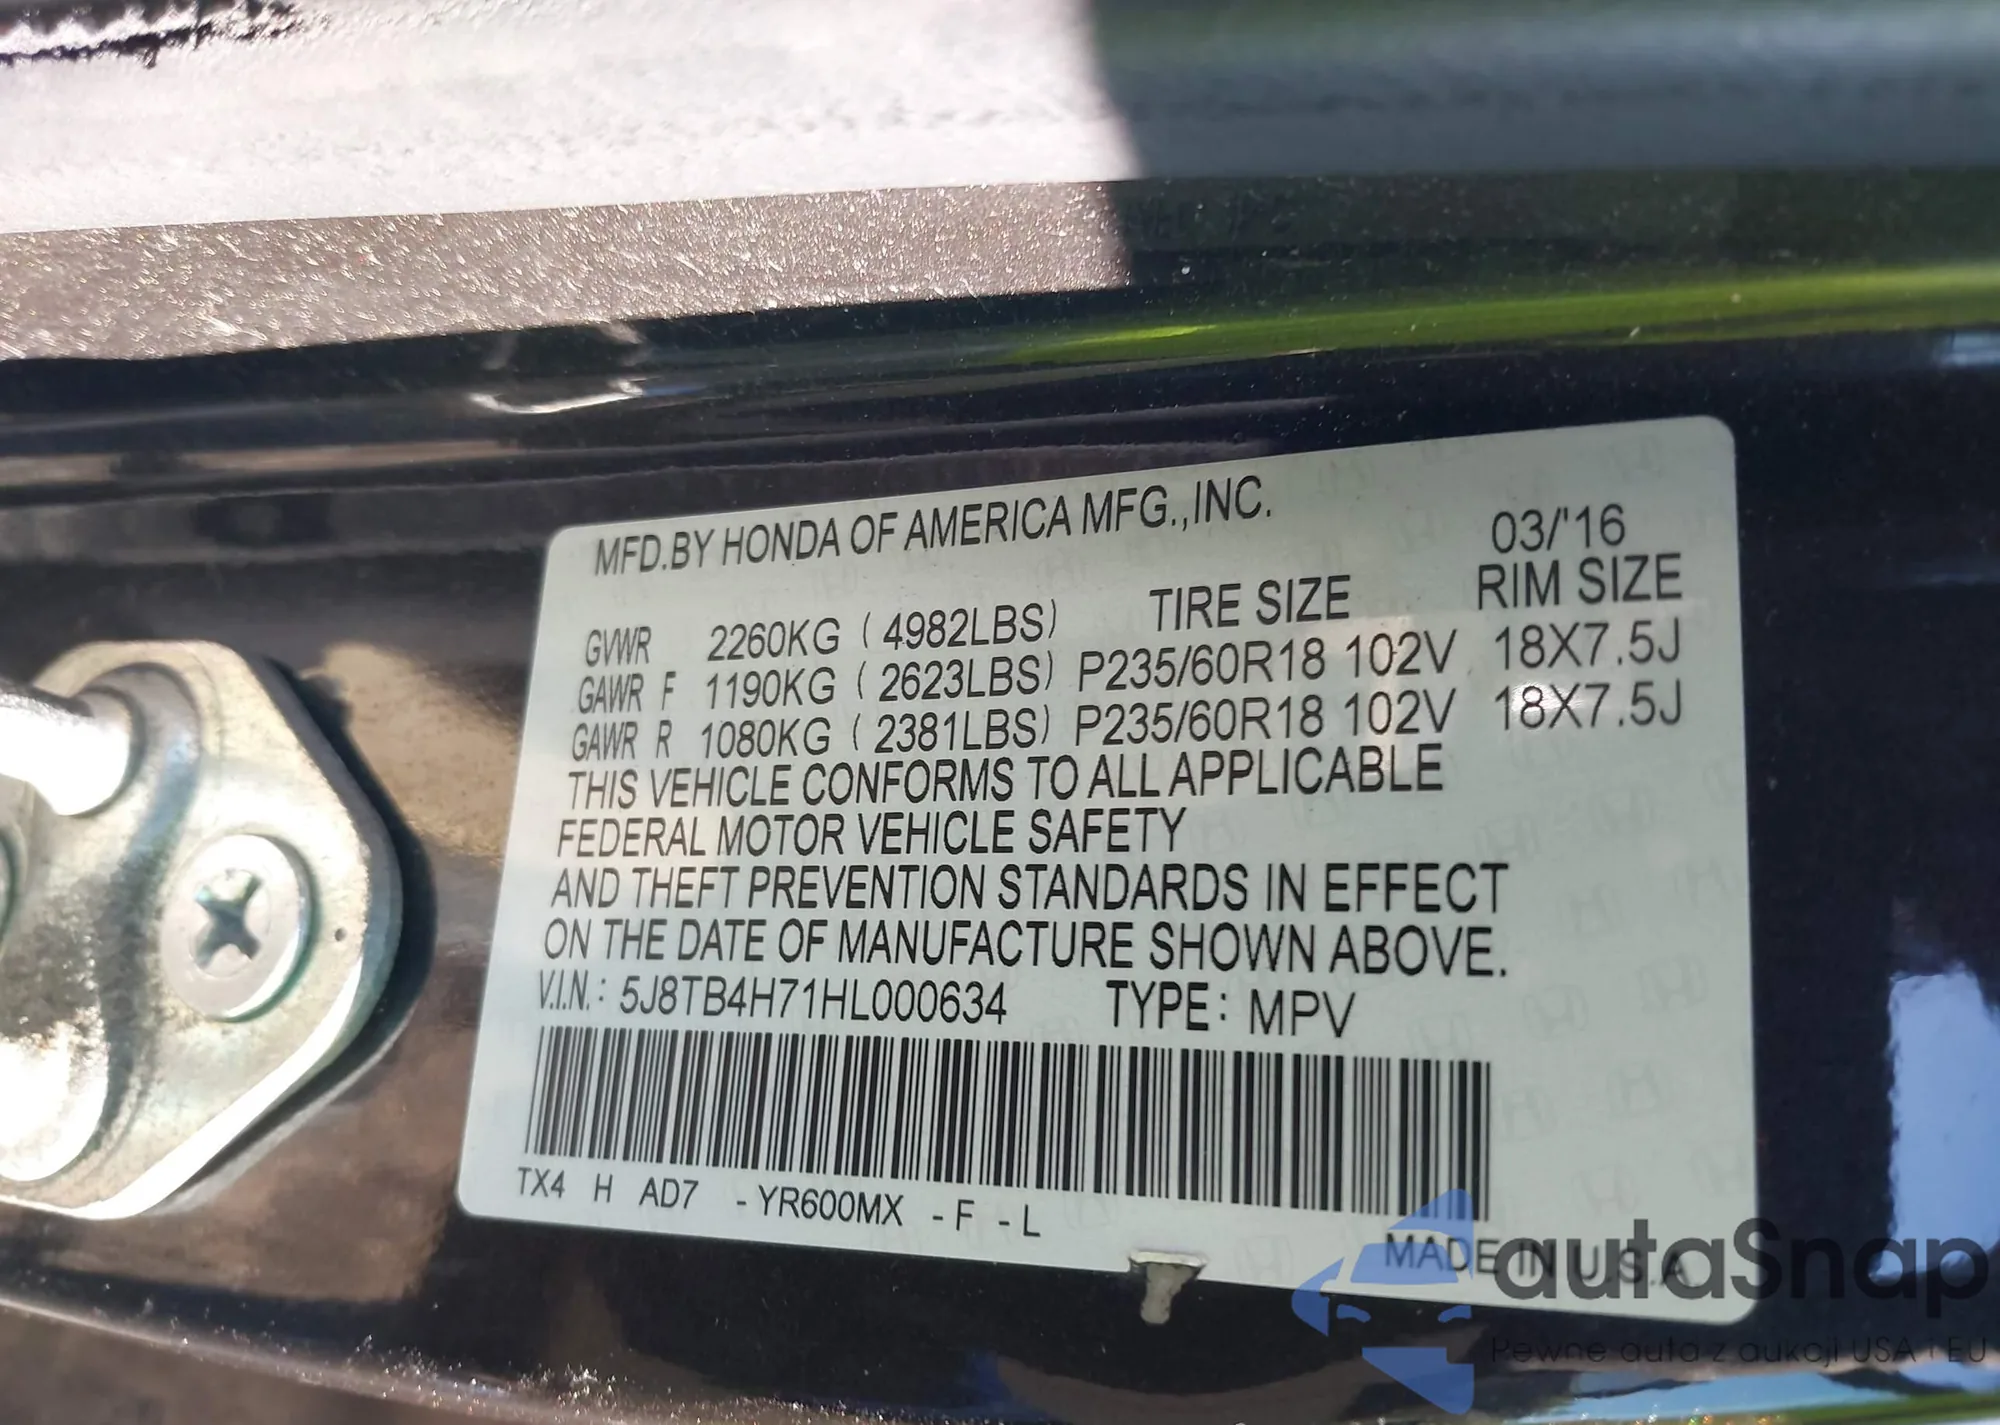 MFD.BY HONDA OF AMERICA MFG.,INC. 03/'16
TIRE SIZE RIM SIZE
GVWR 2260KG ( 4982LBS)
GAWR F 1190KG ( 2623LBS) P235/60R18 102V 18X7.5J
GAWR R 1080KG ( 2381LBS) P235/60R18 102V 18X7.5J
THIS VEHICLE CONFORMS TO ALL APPLICABLE
FEDERAL MOTOR VEHICLE SAFETY
AND THEFT PREVENTION STANDARDS IN EFFECT
ON THE DATE OF MANUFACTURE SHOWN ABOVE.
V.I.N.: 5J8TB4H71HL000634 TYPE: MPV
TX4 H AD7 -YR600MX -F -L
MADE IN U.S.A
autaSnap
Pewne auta z aukcji USA i EU